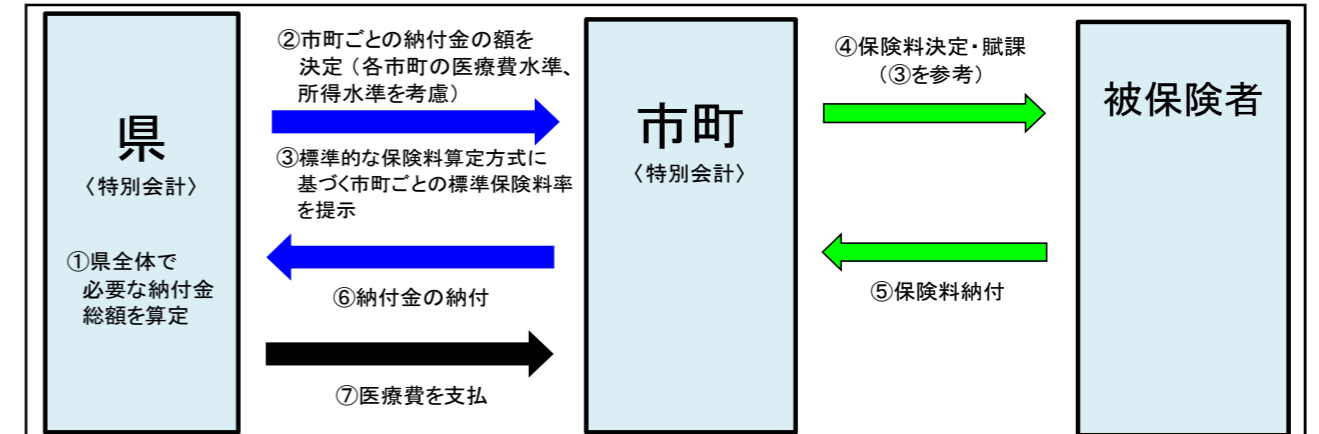 県
〈特別会計〉
①県全体で
必要な納付金
総額を算定
②市町ごとの納付金の額を
決定（各市町の医療費水準、
所得水準を考慮）
③標準的な保険料算定方式に
基づく市町ごとの標準保険料率
を提示
⑥納付金の納付
⑦医療費を支払
市町
〈特別会計〉
④保険料決定・賦課
（③を参考）
⑤保険料納付
被保険者